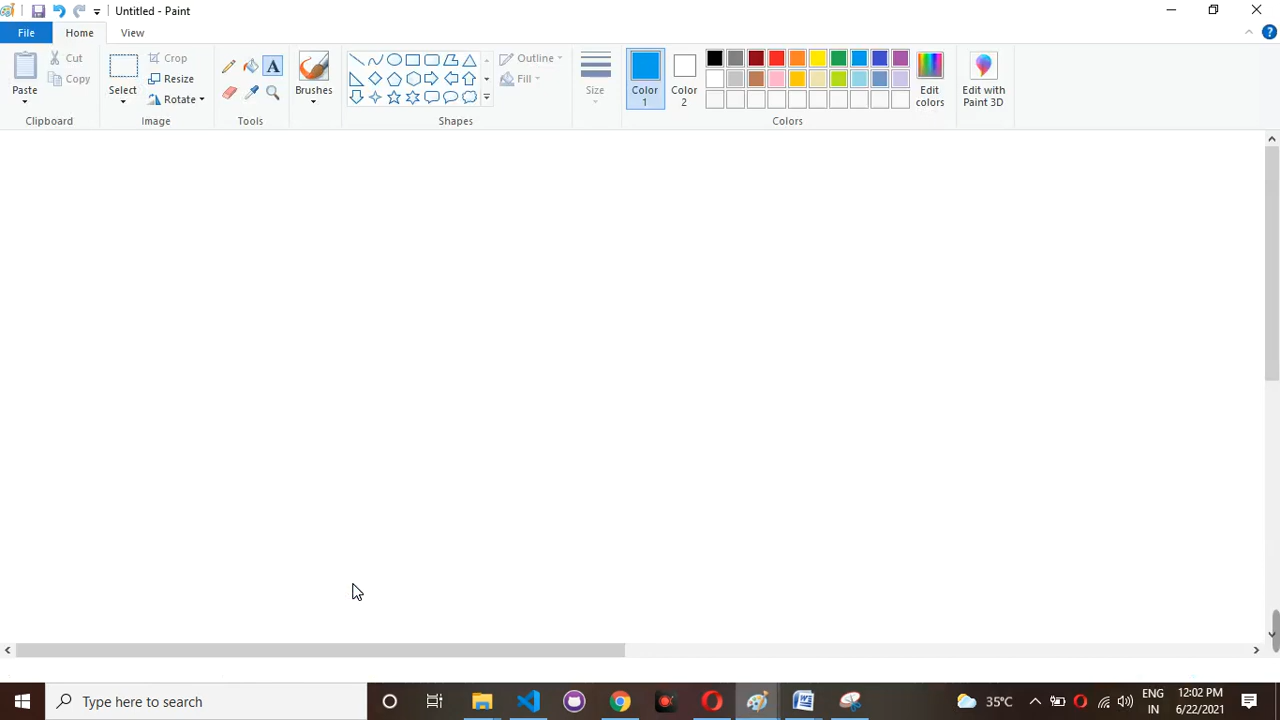 Untitled - Paint
File Home View
Paste
Cut
Copy
Clipboard
Select
Crop
Resize
Rotate
Image
A
Tools
Brushes
Outline
Fill
Shapes
Size
Color 1
Color 2
Edit colors
Colors
Edit with Paint 3D
Type here to search
35°C
ENG
IN
12:02 PM
6/22/2021